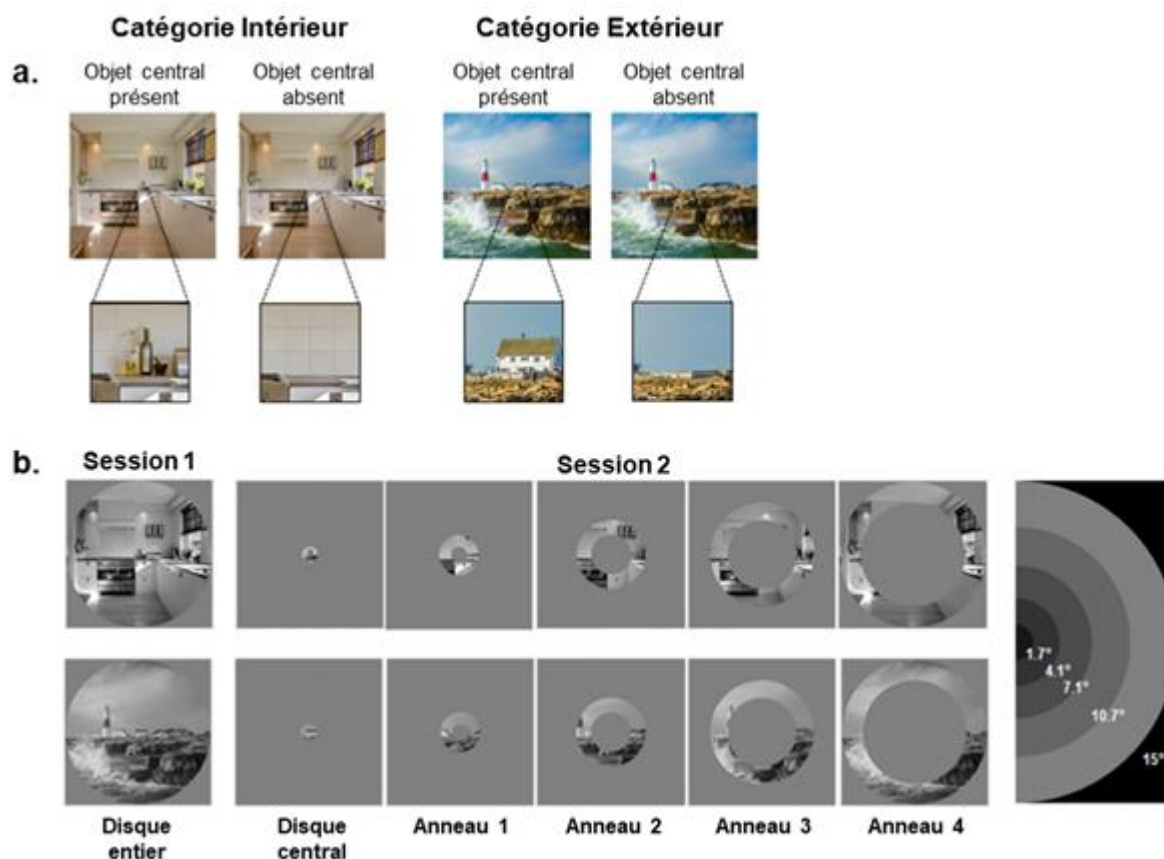 Catégorie Intérieur
Catégorie Extérieur
a.
Objet central présent
Objet central absent
Objet central présent
Objet central absent
b.
Session 1
Session 2
1.7°
4.1°
7.1°
10.7°
15°
Disque entier
Disque central
Anneau 1
Anneau 2
Anneau 3
Anneau 4